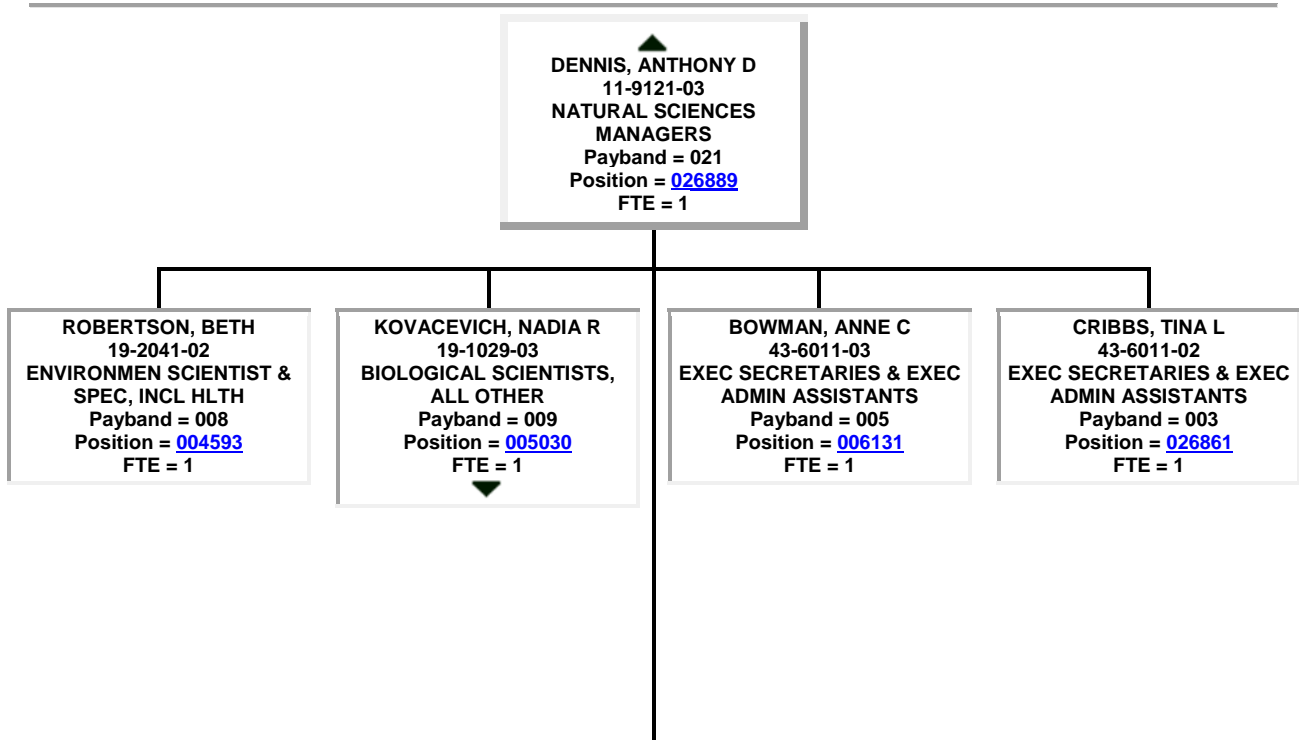 DENNIS, ANTHONY D
11-9121-03
NATURAL SCIENCES
MANAGERS
Payband = 021
Position = 026889
FTE = 1
ROBERTSON, BETH
19-2041-02
ENVIRONMEN SCIENTIST &
SPEC, INCL HLTH
Payband = 008
Position = 004593
FTE = 1
KOVACEVICH, NADIA R
19-1029-03
BIOLOGICAL SCIENTISTS,
ALL OTHER
Payband = 009
Position = 005030
FTE = 1
BOWMAN, ANNE C
43-6011-03
EXEC SECRETARIES & EXEC
ADMIN ASSISTANTS
Payband = 005
Position = 006131
FTE = 1
CRIBBS, TINA L
43-6011-02
EXEC SECRETARIES & EXEC
ADMIN ASSISTANTS
Payband = 003
Position = 026861
FTE = 1